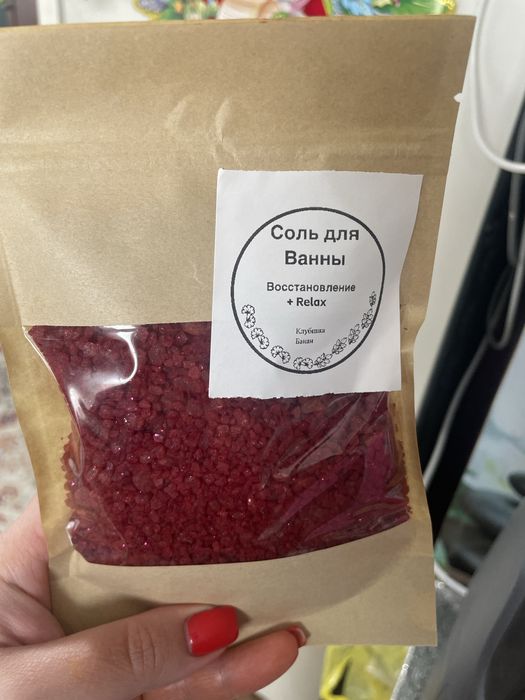 Соль для
Ванны
Восстановление
+ Relax
Клубника
Банан